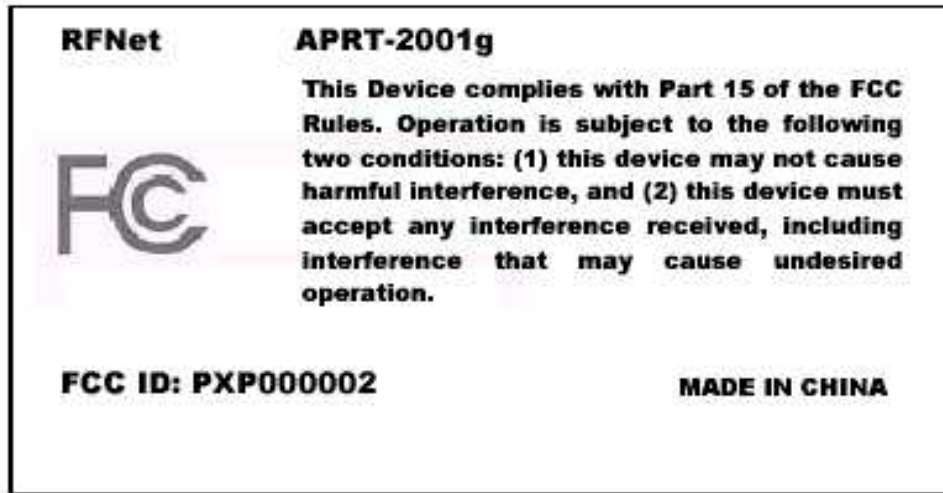 RFNet APRT-2001g
This Device complies with Part 15 of the FCC
Rules. Operation is subject to the following
two conditions: (1) this device may not cause
harmful interference, and (2) this device must
accept any interference received, including
interference that may cause undesired
operation.
FCC
FCC ID: PXP000002 MADE IN CHINA